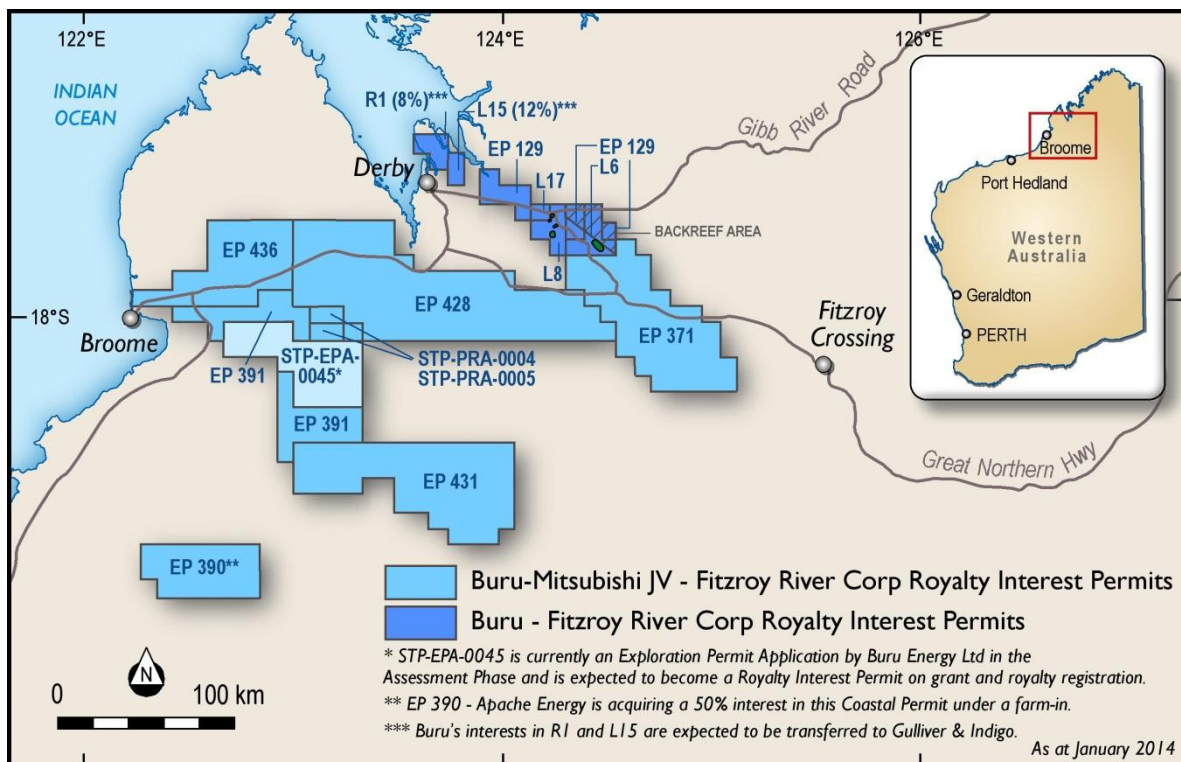 122°E
124°E
126°E
INDIAN
OCEAN
R1 (8%)***
L15 (12%)***
Gibb River Road
EP 129
EP 129
L6
Derby
L17
BACKREEF AREA
L8
EP 436
EP 428
18°S
Broome
EP 371
Fitzroy
Crossing
EP 391
STP-EPA-
0045*
STP-PRA-0004
STP-PRA-0005
EP 391
EP 431
Great Northern Hwy
EP 390**
Broome
Port Hedland
Western
Australia
Geraldton
PERTH
Buru-Mitsubishi JV - Fitzroy River Corp Royalty Interest Permits
Buru - Fitzroy River Corp Royalty Interest Permits
* STP-EPA-0045 is currently an Exploration Permit Application by Buru Energy Ltd in the
Assessment Phase and is expected to become a Royalty Interest Permit on grant and royalty registration.
** EP 390 - Apache Energy is acquiring a 50% interest in this Coastal Permit under a farm-in.
*** Buru's interests in R1 and L15 are expected to be transferred to Gulliver & Indigo.
As at January 2014
N
0
100 km